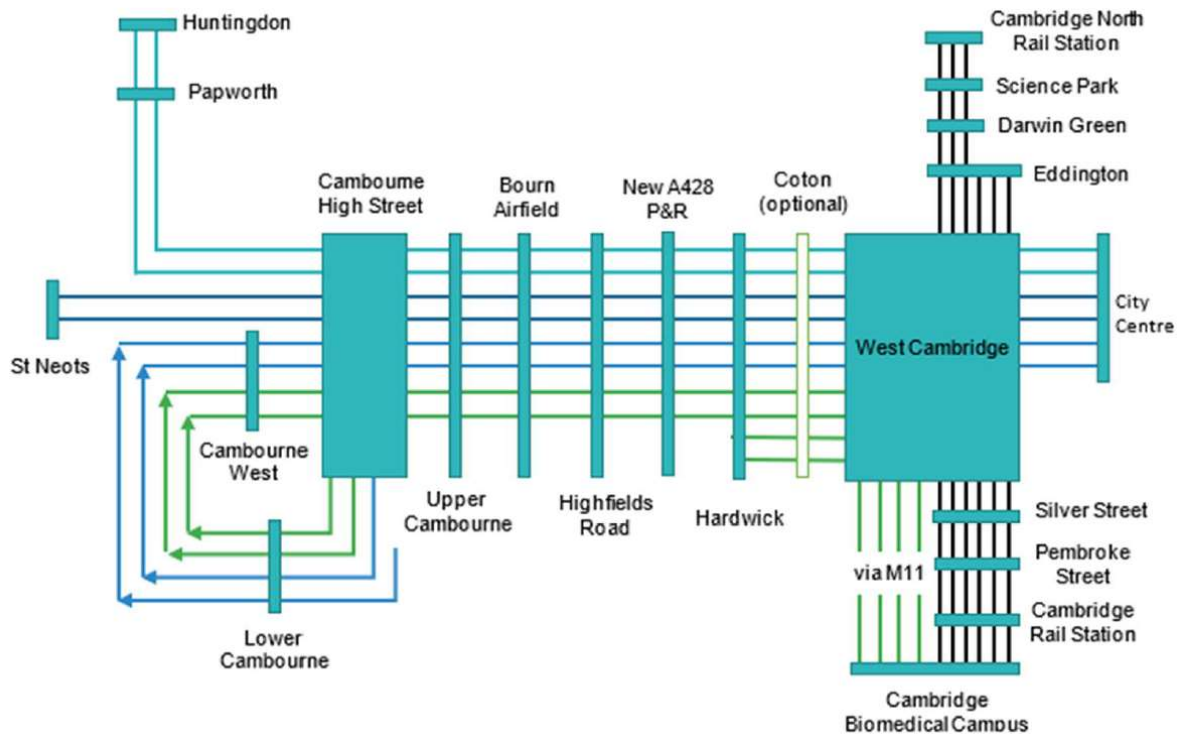 Huntingdon
Papworth
Cambridge North
Rail Station
Science Park
Darwin Green
Eddington
Cambourne
High Street
Bourn
Airfield
New A428
P&R
Coton
(optional)
City
Centre
West Cambridge
St Neots
Cambourne
West
Upper
Cambourne
Highfields
Road
Hardwick
Silver Street
Pembroke
Street
via M11
Cambridge
Rail Station
Lower
Cambourne
Cambridge
Biomedical Campus